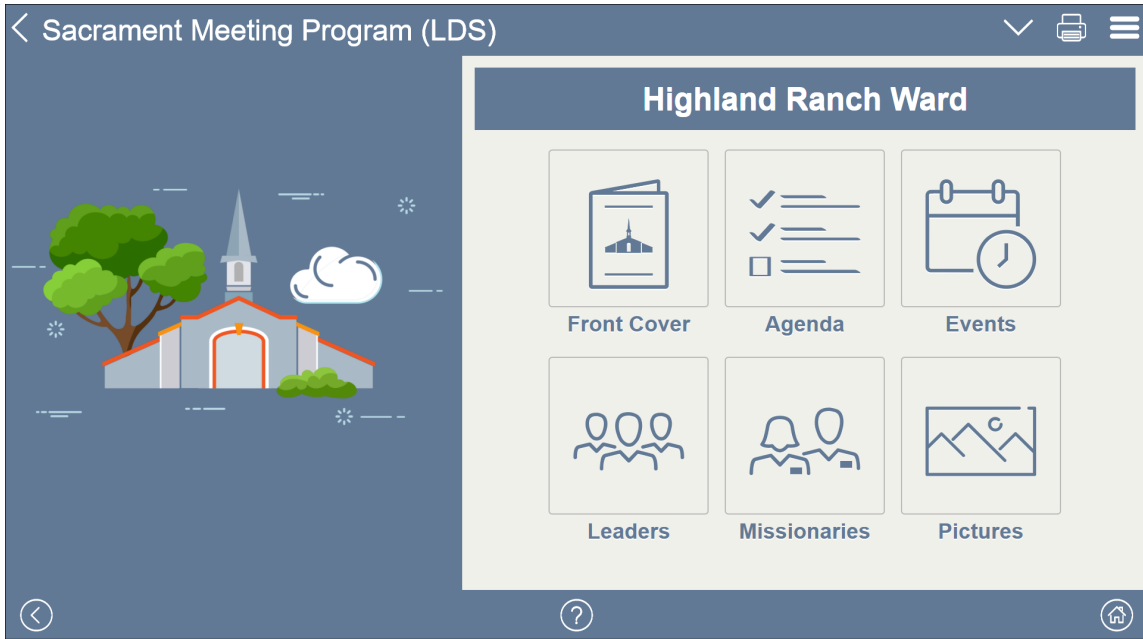 Sacrament Meeting Program (LDS)
Highland Ranch Ward
Front Cover
Agenda
Events
Leaders
Missionaries
Pictures
?